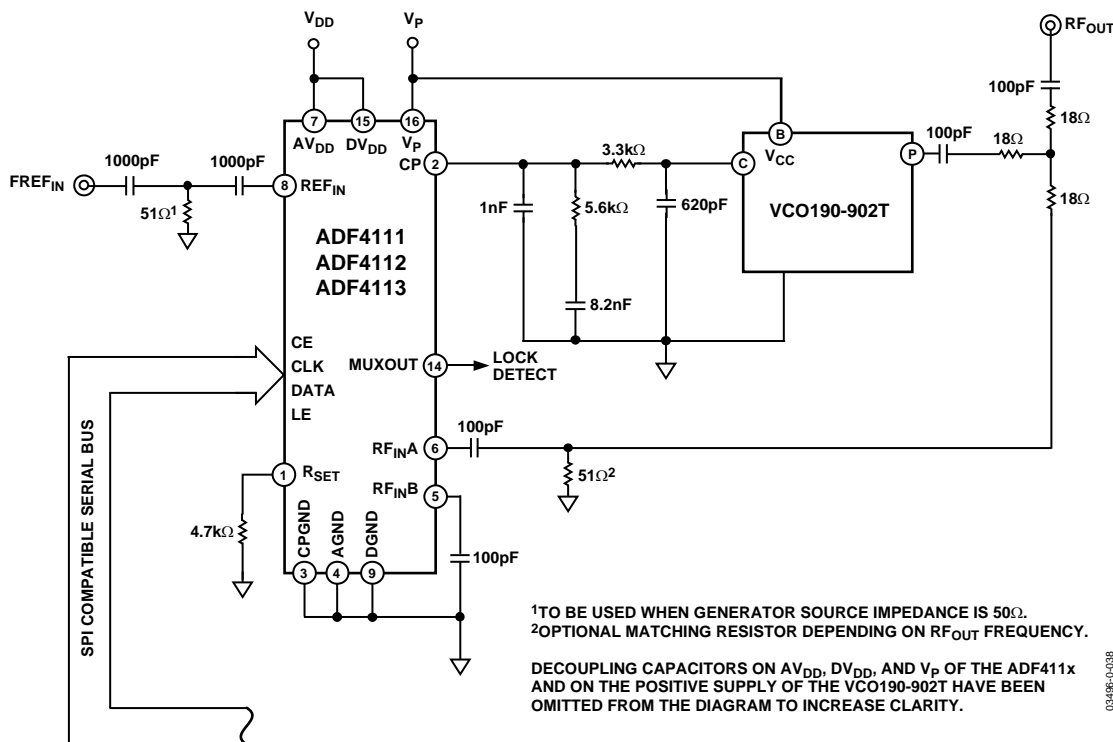 VDD
VP
RFOUT
100pF
18Ω
7
15
16
AVDD
DVDD
VP
B
VCC
1000pF
1000pF
CP
2
3.3kΩ
C
P
100pF
18Ω
FREFIN
8
REFIN
18Ω
51Ω1
1nF
5.6kΩ
620pF
VCO190-902T
ADF4111
ADF4112
ADF4113
8.2nF
CE
CLK
DATA
LE
MUXOUT
14
LOCK
DETECT
SPI COMPATIBLE SERIAL BUS
100pF
RFINA
6
1
RSET
51Ω2
RFINB
5
4.7kΩ
CPGND
AGND
DGND
100pF
3
4
9
1TO BE USED WHEN GENERATOR SOURCE IMPEDANCE IS 50Ω.
2OPTIONAL MATCHING RESISTOR DEPENDING ON RFOUT FREQUENCY.
DECOUPLING CAPACITORS ON AVDD, DVDD, AND VP OF THE ADF411x
AND ON THE POSITIVE SUPPLY OF THE VCO190-902T HAVE BEEN
OMITTED FROM THE DIAGRAM TO INCREASE CLARITY.
03496-0-038